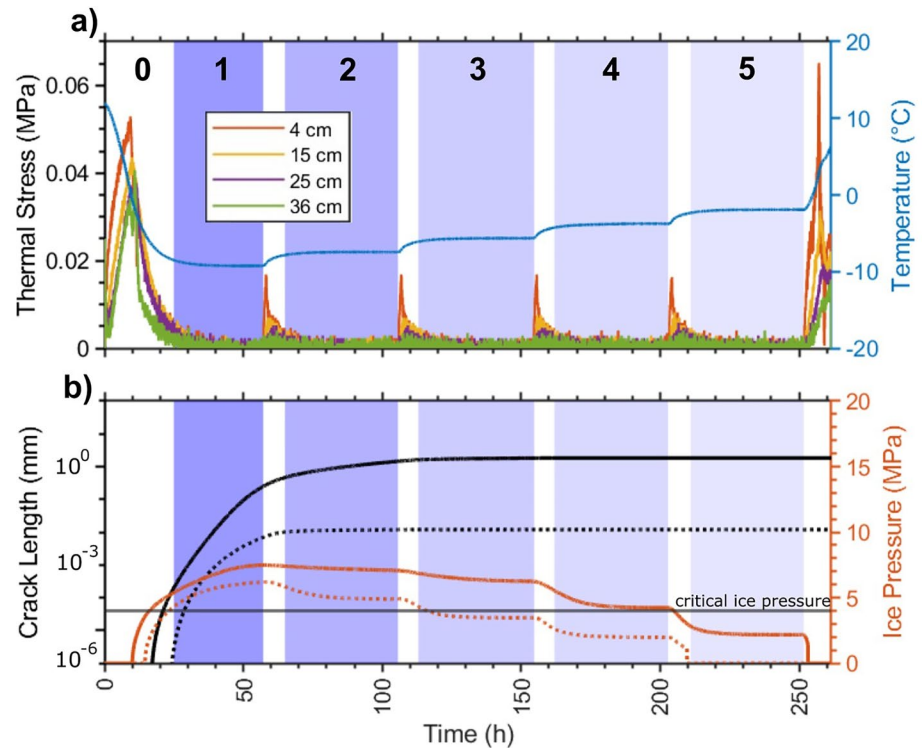 a)
0 1 2 3 4 5
Thermal Stress (MPa)
0.06
0.04
0.02
0
4 cm
15 cm
25 cm
36 cm
20
10
0
-10
-20
Temperature (°C)
b)
Crack Length (mm)
10⁰
10⁻³
10⁻⁶
critical ice pressure
20
15
10
5
0
Ice Pressure (MPa)
0 50 100 150 200 250
Time (h)